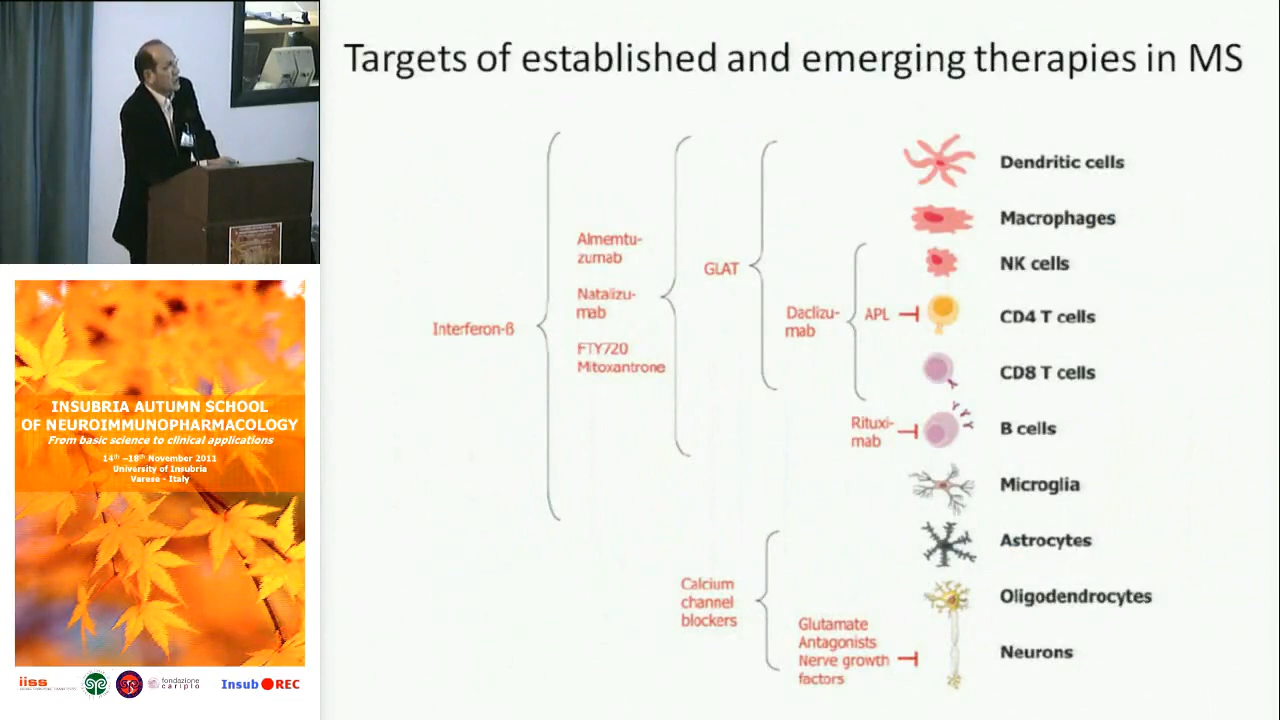 Targets of established and emerging therapies in MS
Interferon-ß
Almemtu-
zumab
Natalizu-
mab
FTY720
Mitoxantrone
GLAT
Daclizu-
mab
APL
Rituxi-
mab
Calcium
channel
blockers
Glutamate
Antagonists
Nerve growth
factors
Dendritic cells
Macrophages
NK cells
CD4 T cells
CD8 T cells
B cells
Microglia
Astrocytes
Oligodendrocytes
Neurons
INSUBRIA AUTUMN SCHOOL
OF NEUROIMMUNOPHARMACOLOGY
From basic science to clinical applications
14th –18th November 2011
University of Insubria
Varese - Italy
iiss
fondazione
cariplo
Insub REC